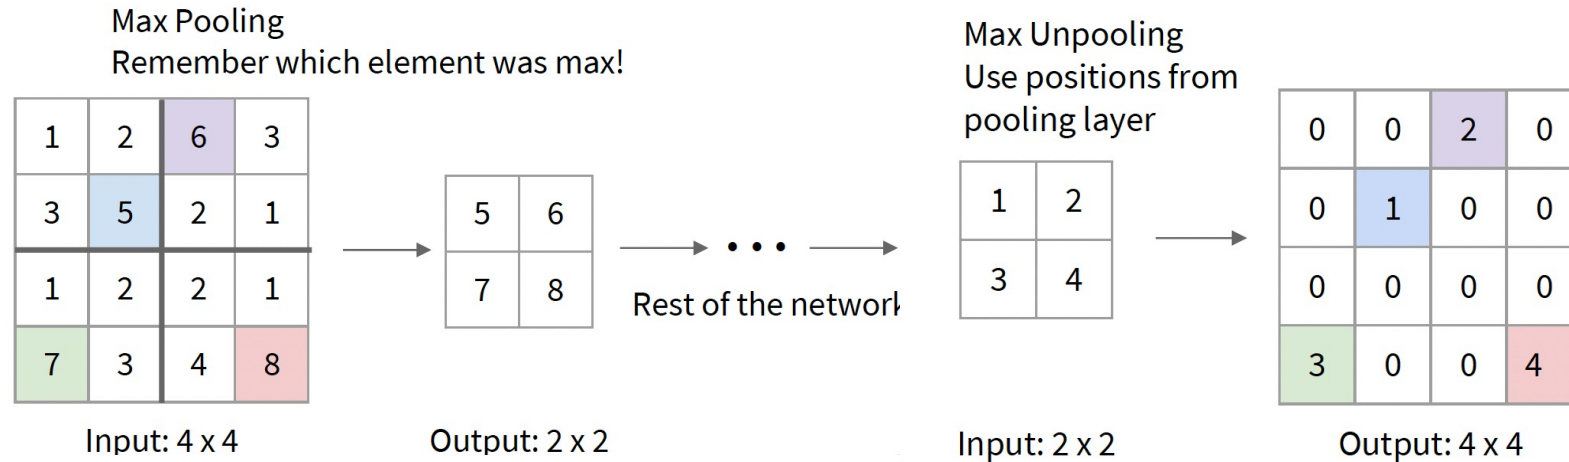 Max Pooling
Remember which element was max!
1 2 6 3
3 5 2 1
1 2 2 1
7 3 4 8
Input: 4 x 4
5 6
7 8
Output: 2 x 2
• • •
Rest of the network
Max Unpooling
Use positions from
pooling layer
1 2
3 4
Input: 2 x 2
0 0 2 0
0 1 0 0
0 0 0 0
3 0 0 4
Output: 4 x 4